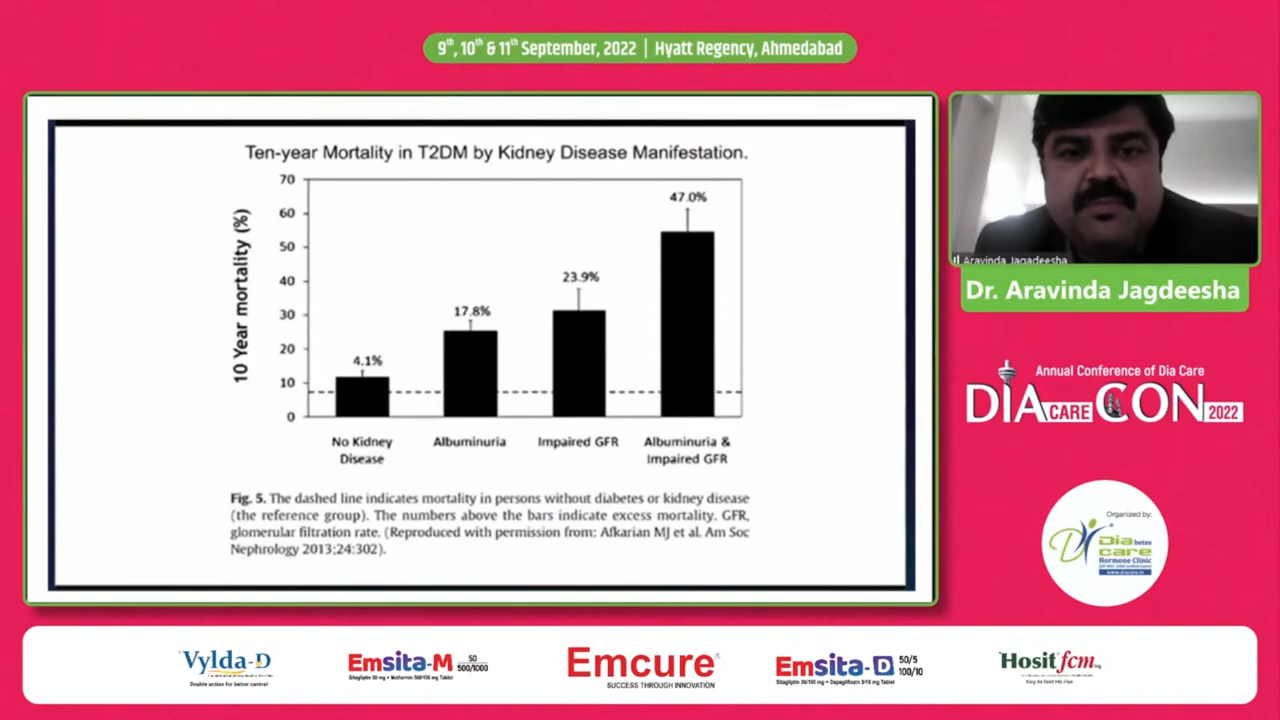 9th, 10th & 11th September, 2022 | Hyatt Regency, Ahmedabad
Ten-year Mortality in T2DM by Kidney Disease Manifestation.
10 Year mortality (%)
70
60
50
40
30
20
10
0
4.1%
17.8%
23.9%
47.0%
No Kidney
Disease
Albuminuria
Impaired GFR
Albuminuria &
Impaired GFR
Fig. 5. The dashed line indicates mortality in persons without diabetes or kidney disease
(the reference group). The numbers above the bars indicate excess mortality. GFR,
glomerular filtration rate. (Reproduced with permission from: Afkarian MJ et al. Am Soc
Nephrology 2013;24:302).
Aravinda Jagadeesha
Dr. Aravinda Jagdeesha
Annual Conference of Dia Care
DIA CARE CON 2022
Organized by:
Diabetes
care
Hormone Clinic
www.diacare.in
Vylda-D
Double action for better control
Emsita-M 50
500/1000
Sitagliptin 50 mg + Metformin 500/1000 mg Tablet
Emcure®
SUCCESS THROUGH INNOVATION
Emsita-D 50/5
100/10
Sitagliptin 50/100 mg + Dapagliflozin 5/10 mg Tablet
Hosit fcm